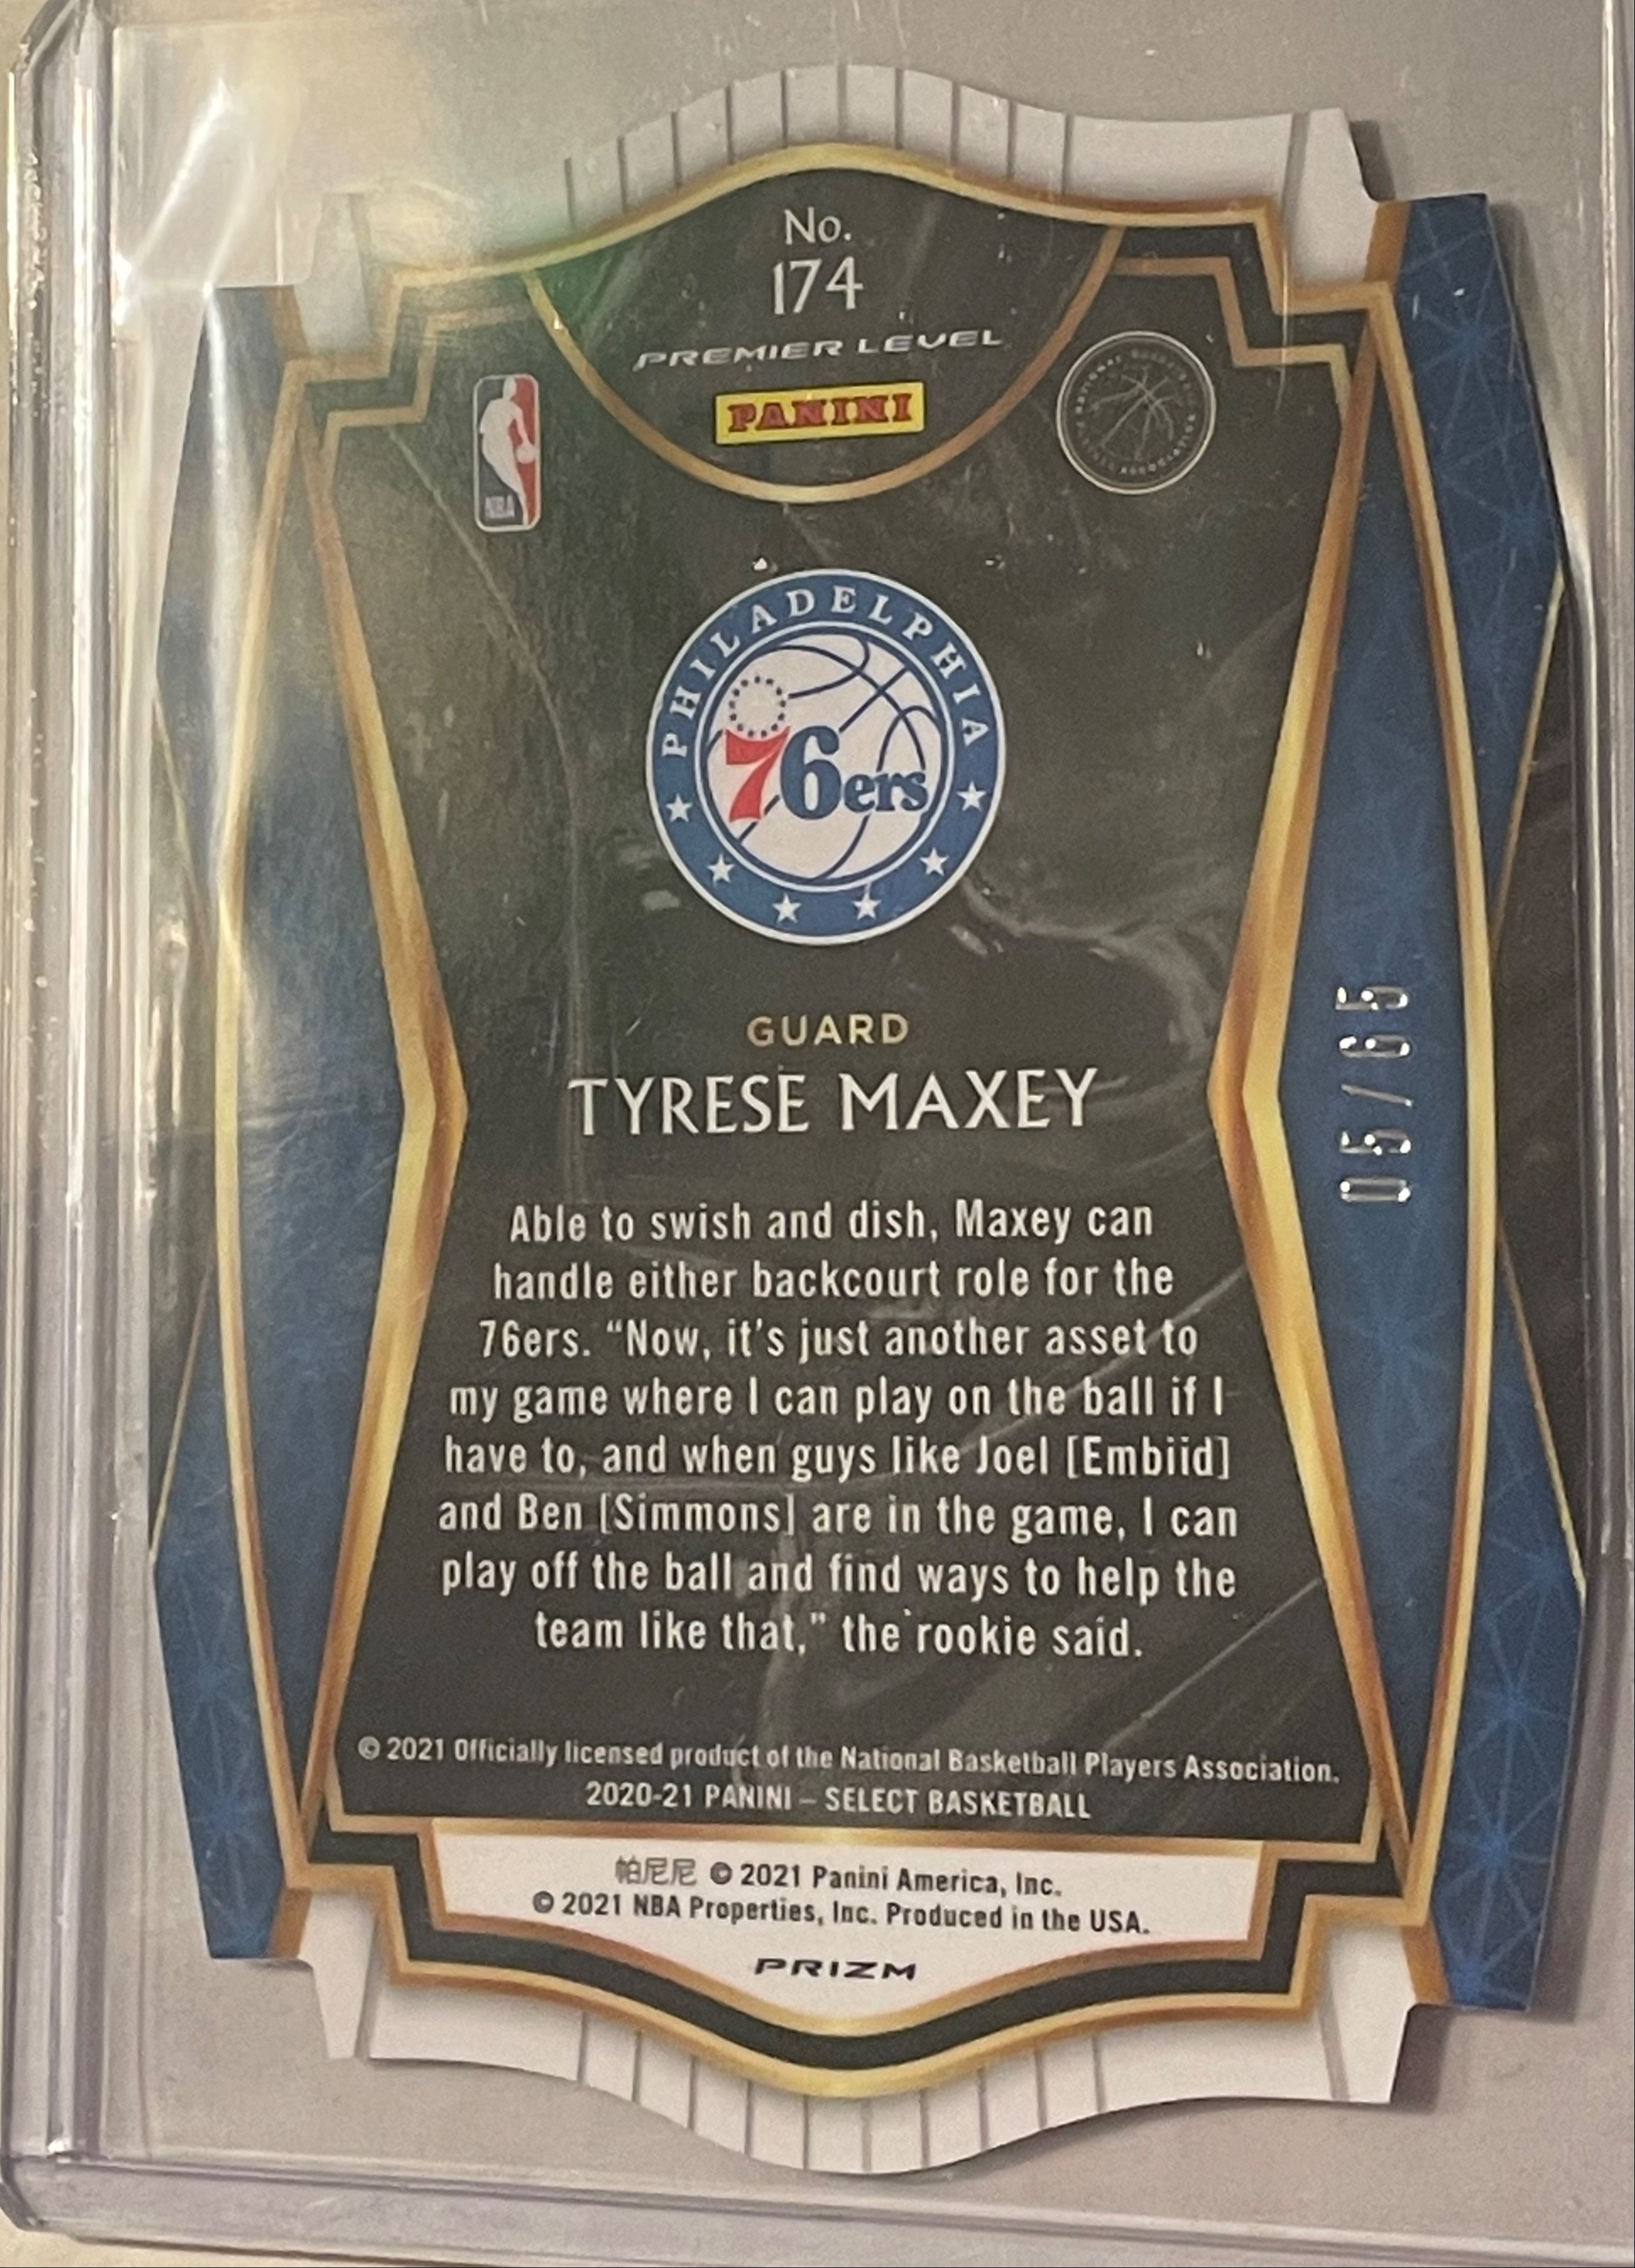 No.
174
PREMIER LEVEL
PANINI
NBA
PHILADELPHIA
76ers
GUARD
TYRESE MAXEY
05/65
Able to swish and dish, Maxey can
handle either backcourt role for the
76ers. “Now, it's just another asset to
my game where I can play on the ball if I
have to, and when guys like Joel [Embiid]
and Ben [Simmons] are in the game, I can
play off the ball and find ways to help the
team like that,” the rookie said.
© 2021 Officially licensed product of the National Basketball Players Association.
2020-21 PANINI – SELECT BASKETBALL
帕尼尼 © 2021 Panini America, Inc.
© 2021 NBA Properties, Inc. Produced in the USA.
PRIZM